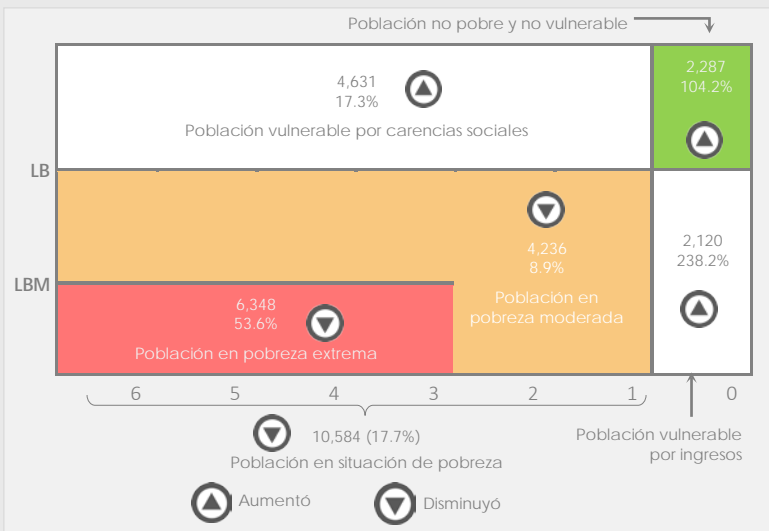 Población no pobre y no vulnerable
4,631
17.3%
Población vulnerable por carencias sociales
2,287
104.2%
LB
4,236
8.9%
Población en
pobreza moderada
2,120
238.2%
LBM
6,348
53.6%
Población en pobreza extrema
6 5 4 3 2 1 0
10,584 (17.7%)
Población en situación de pobreza
Población vulnerable
por ingresos
Aumentó
Disminuyó